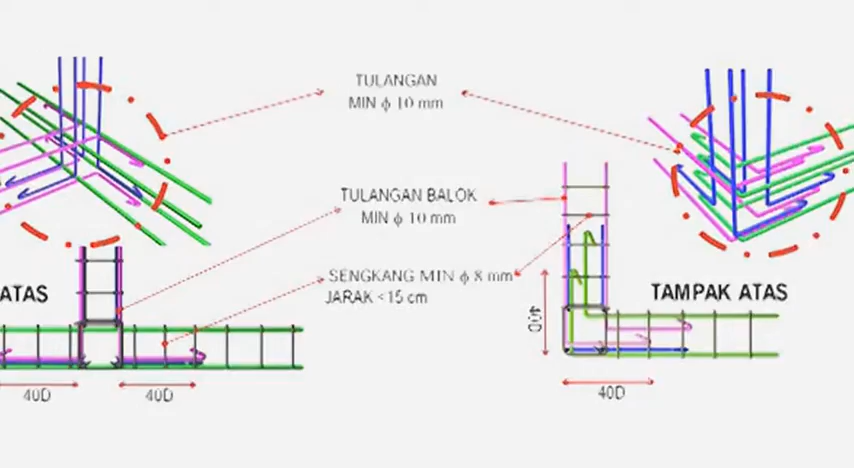 TULANGAN
MIN ϕ 10 mm
TULANGAN BALOK
MIN ϕ 10 mm
SENGKANG MIN ϕ 8 mm
JARAK <15 cm
ATAS
TAMPAK ATAS
40D
40D
40D
40D